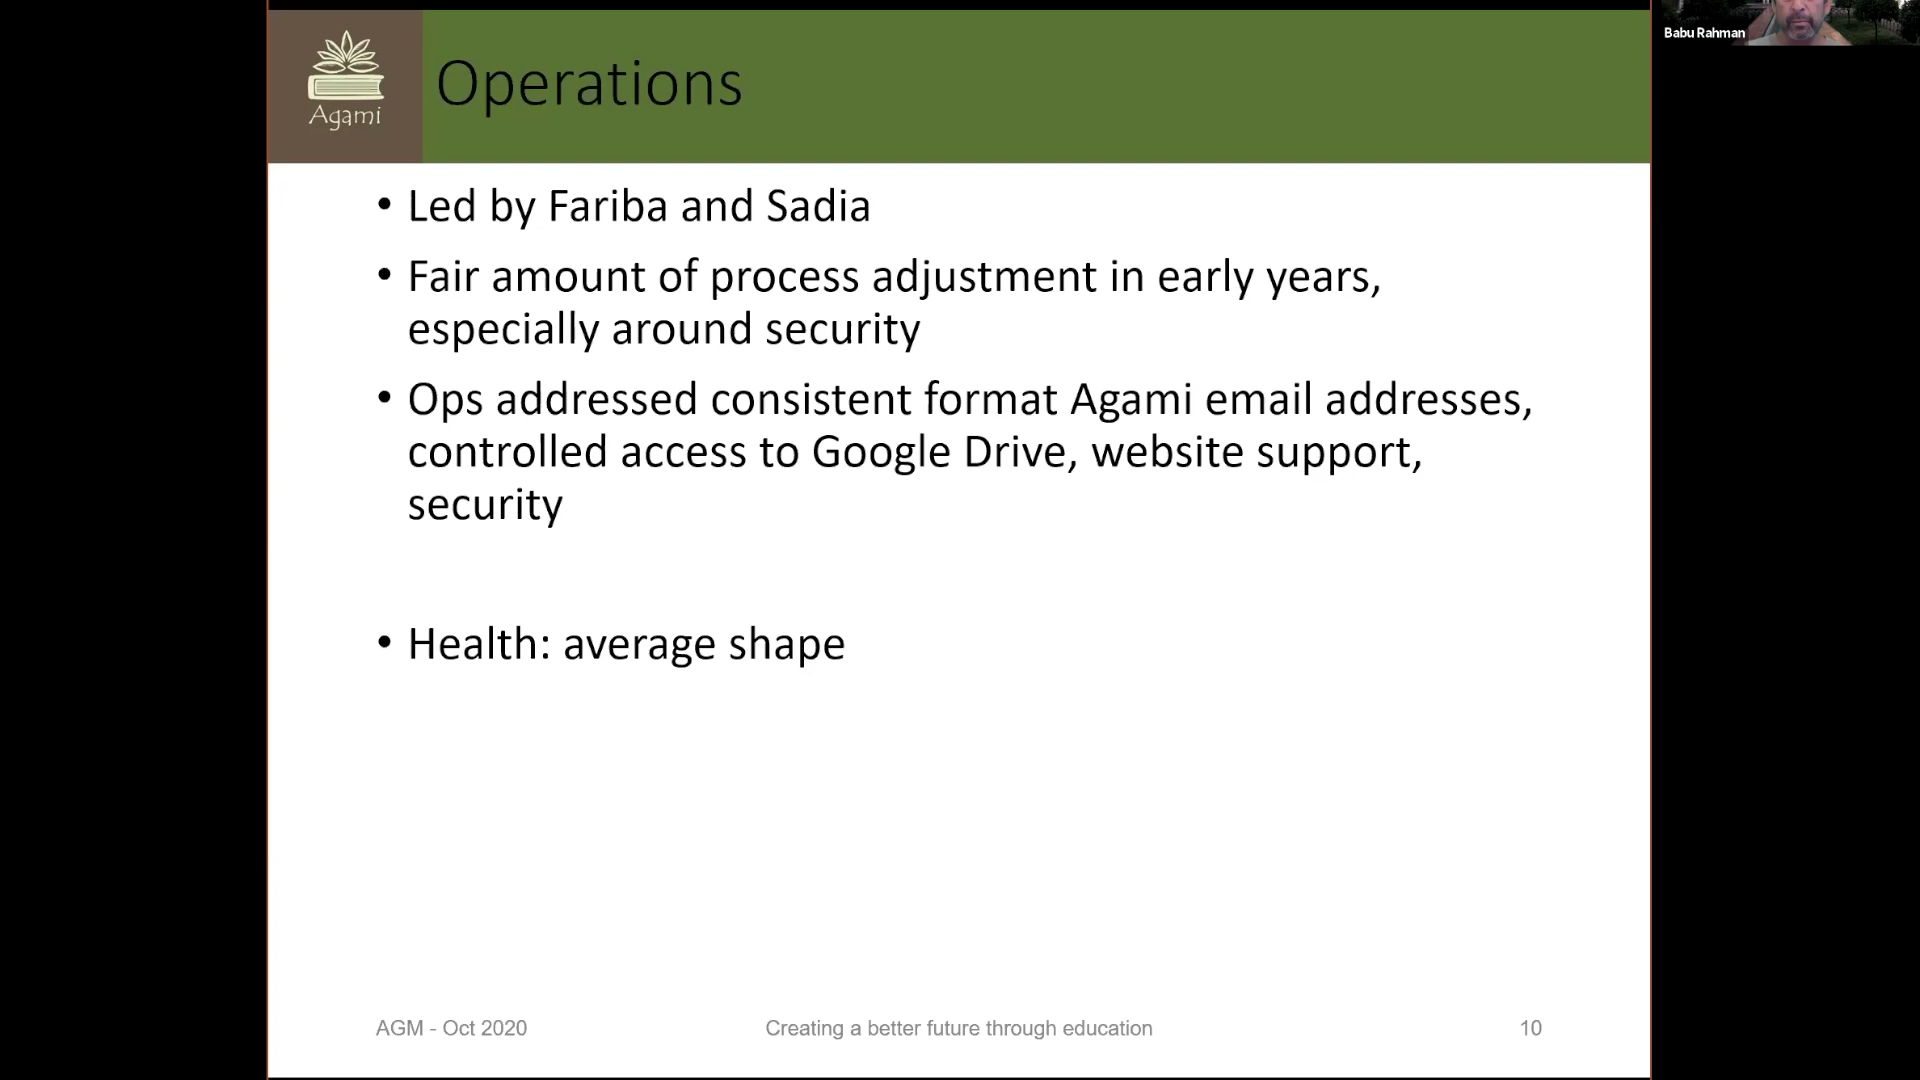 Agami
Operations
Babu Rahman
• Led by Fariba and Sadia
• Fair amount of process adjustment in early years,
especially around security
• Ops addressed consistent format Agami email addresses,
controlled access to Google Drive, website support,
security
• Health: average shape
AGM - Oct 2020
Creating a better future through education
10